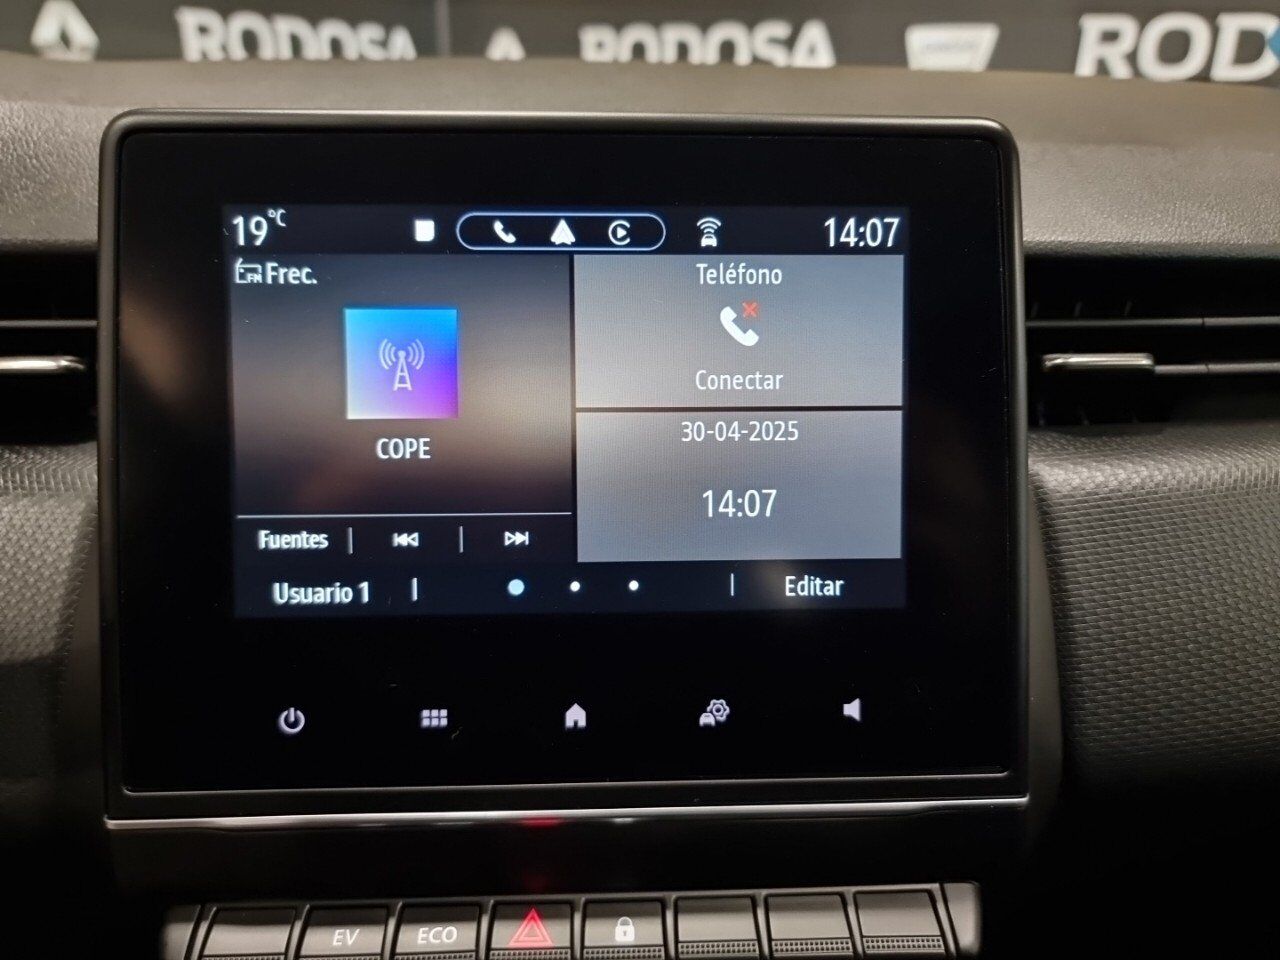 RODOSA
RODOSA
ROD
19°C
14:07
FM Frec.
COPE
Fuentes
Teléfono
Conectar
30-04-2025
14:07
Usuario 1
Editar
EV
ECO